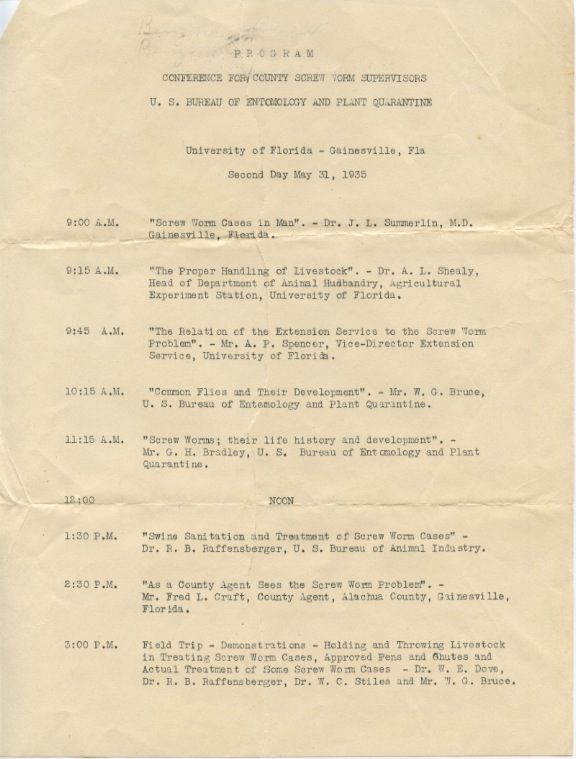 PROGRAM
CONFERENCE FOR COUNTY SCREW WORM SUPERVISORS
U. S. BUREAU OF ENTOMOLOGY AND PLANT QUARANTINE
University of Florida - Gainesville, Fla
Second Day May 31, 1935
9:00 A.M. "Screw Worm Cases in Man". - Dr. J. L. Summerlin, M.D.
Gainesville, Florida.
9:15 A.M. "The Proper Handling of Livestock". - Dr. A. L. Shealy,
Head of Department of Animal Husbandry, Agricultural
Experiment Station, University of Florida.
9:45 A.M. "The Relation of the Extension Service to the Screw Worm
Problem". - Mr. A. P. Spencer, Vice-Director Extension
Service, University of Florida.
10:15 A.M. "Common Flies and Their Development". - Mr. W. G. Bruce,
U. S. Bureau of Entomology and Plant Quarantine.
11:15 A.M. "Screw Worms; their life history and development". -
Mr. G. H. Bradley, U. S. Bureau of Entomology and Plant
Quarantine.
12:00 NOON
1:30 P.M. "Swine Sanitation and Treatment of Screw Worm Cases" -
Dr. R. B. Raffensberger, U. S. Bureau of Animal Industry.
2:30 P.M. "As a County Agent Sees the Screw Worm Problem". -
Mr. Fred L. Craft, County Agent, Alachua County, Gainesville,
Florida.
3:00 P.M. Field Trip - Demonstrations - Holding and Throwing Livestock
in Treating Screw Worm Cases, Approved Pens and Chutes and
Actual Treatment of Some Screw Worm Cases - Dr. W. E. Dove,
Dr. R. B. Raffensberger, Dr. W. C. Stiles and Mr. W. G. Bruce.